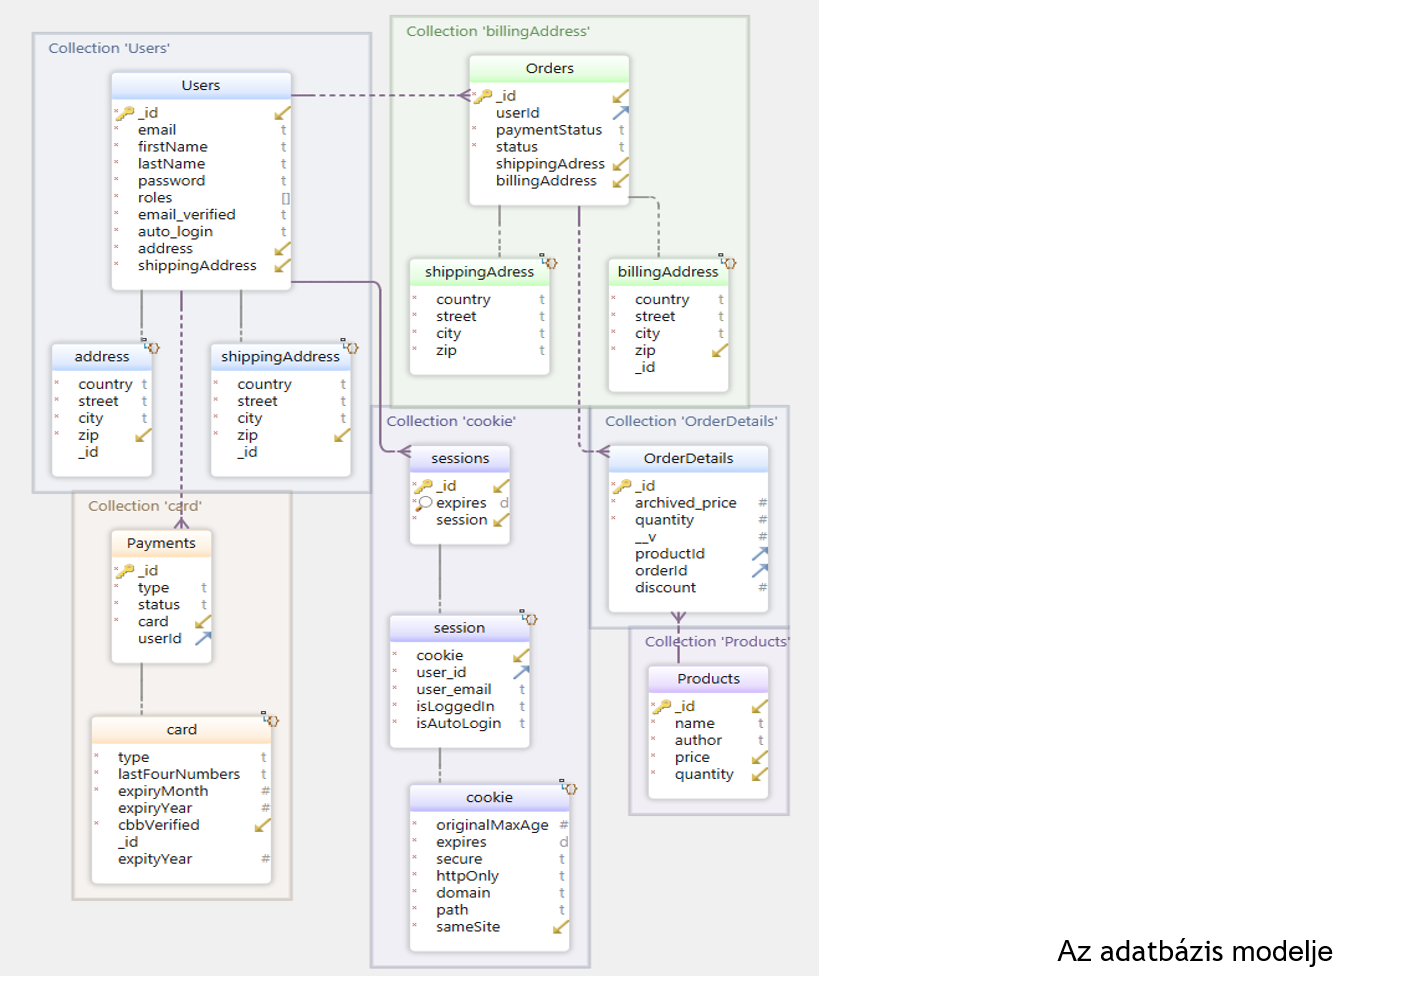 Collection 'Users'
Users
_id
email t
firstName t
lastName t
password t
roles []
email_verified t
auto_login t
address
shippingAddress
address
country t
street t
city t
zip
_id
shippingAddress
country t
street t
city t
zip
_id
Collection 'billingAddress'
Orders
_id
userId
paymentStatus t
status t
shippingAdress
billingAddress
shippingAdress
country t
street t
city t
zip t
billingAddress
country t
street t
city t
zip
_id
Collection 'cookie'
sessions
_id
expires d
session
session
cookie
user_id
user_email t
isLoggedIn t
isAutoLogin t
cookie
originalMaxAge #
expires d
secure t
httpOnly t
domain t
path t
sameSite
Collection 'OrderDetails'
OrderDetails
_id
archived_price #
quantity #
__v #
productId
orderId
discount #
Collection 'Products'
Products
_id
name t
author t
price
quantity
Collection 'card'
Payments
_id
type t
status t
card
userId
card
type t
lastFourNumbers t
expiryMonth #
expiryYear #
cbbVerified
_id
expityYear #
Az adatbázis modelje